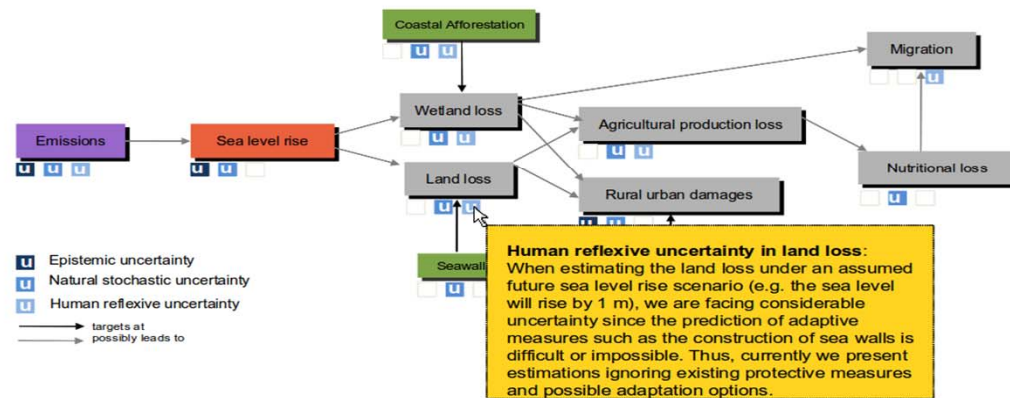 Coastal Afforestation
u u
Migration
u
Wetland loss
u u
Emissions
u u u
Sea level rise
u u
Agricultural production loss
u u
Land loss
u u
Rural urban damages
u u
Nutritional loss
u
Seawall
u
u Epistemic uncertainty
u Natural stochastic uncertainty
u Human reflexive uncertainty
targets at
possibly leads to
Human reflexive uncertainty in land loss:
When estimating the land loss under an assumed
future sea level rise scenario (e.g. the sea level
will rise by 1 m), we are facing considerable
uncertainty since the prediction of adaptive
measures such as the construction of sea walls is
difficult or impossible. Thus, currently we present
estimations ignoring existing protective measures
and possible adaptation options.